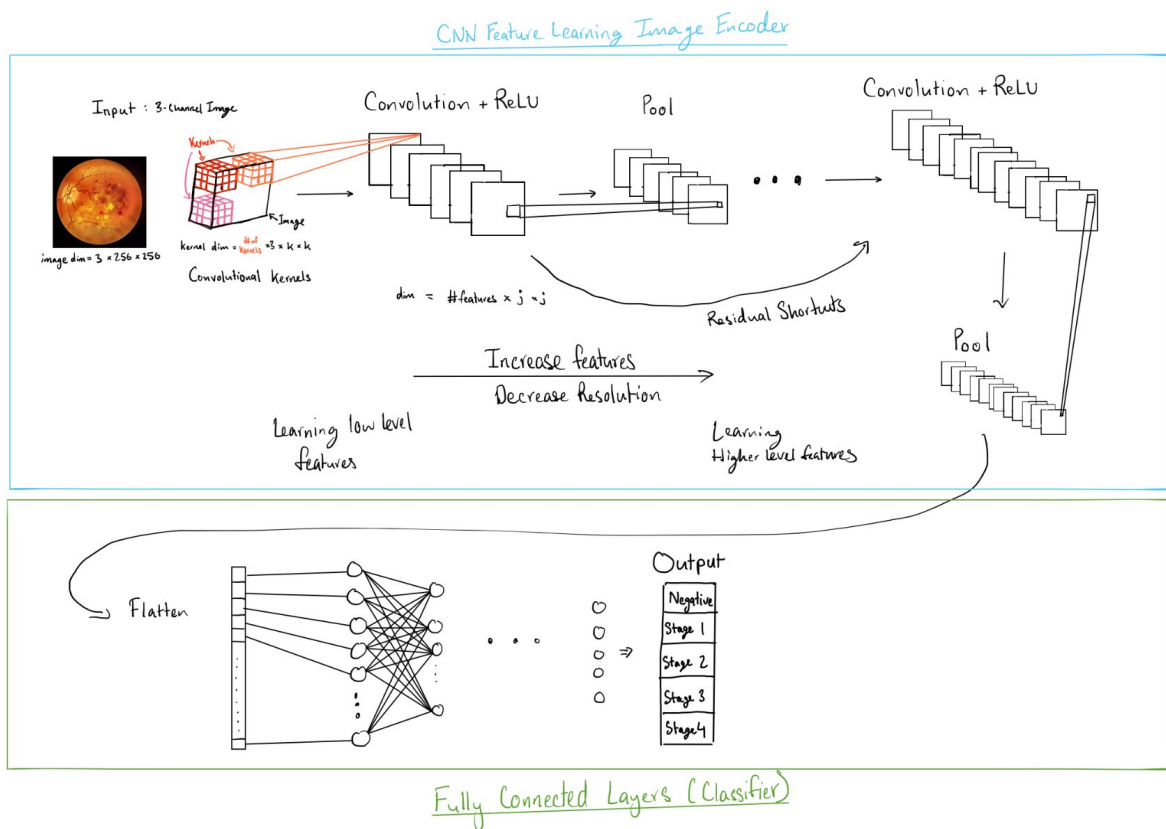 CNN Feature Learning Image Encoder
Input : 3-Channel Image
Kernels
Image
image dim = 3 × 256 × 256
kernel dim = # of Kernels × 3 × k × k
Convolutional Kernels
Convolution + ReLU
Pool
Convolution + ReLU
dim = #features × j × j
Residual Shortcuts
Increase features
Decrease Resolution
Pool
Learning low level
features
Learning
Higher level features
Flatten
Output
Negative
Stage 1
Stage 2
Stage 3
Stage 4
Fully Connected Layers (Classifier)